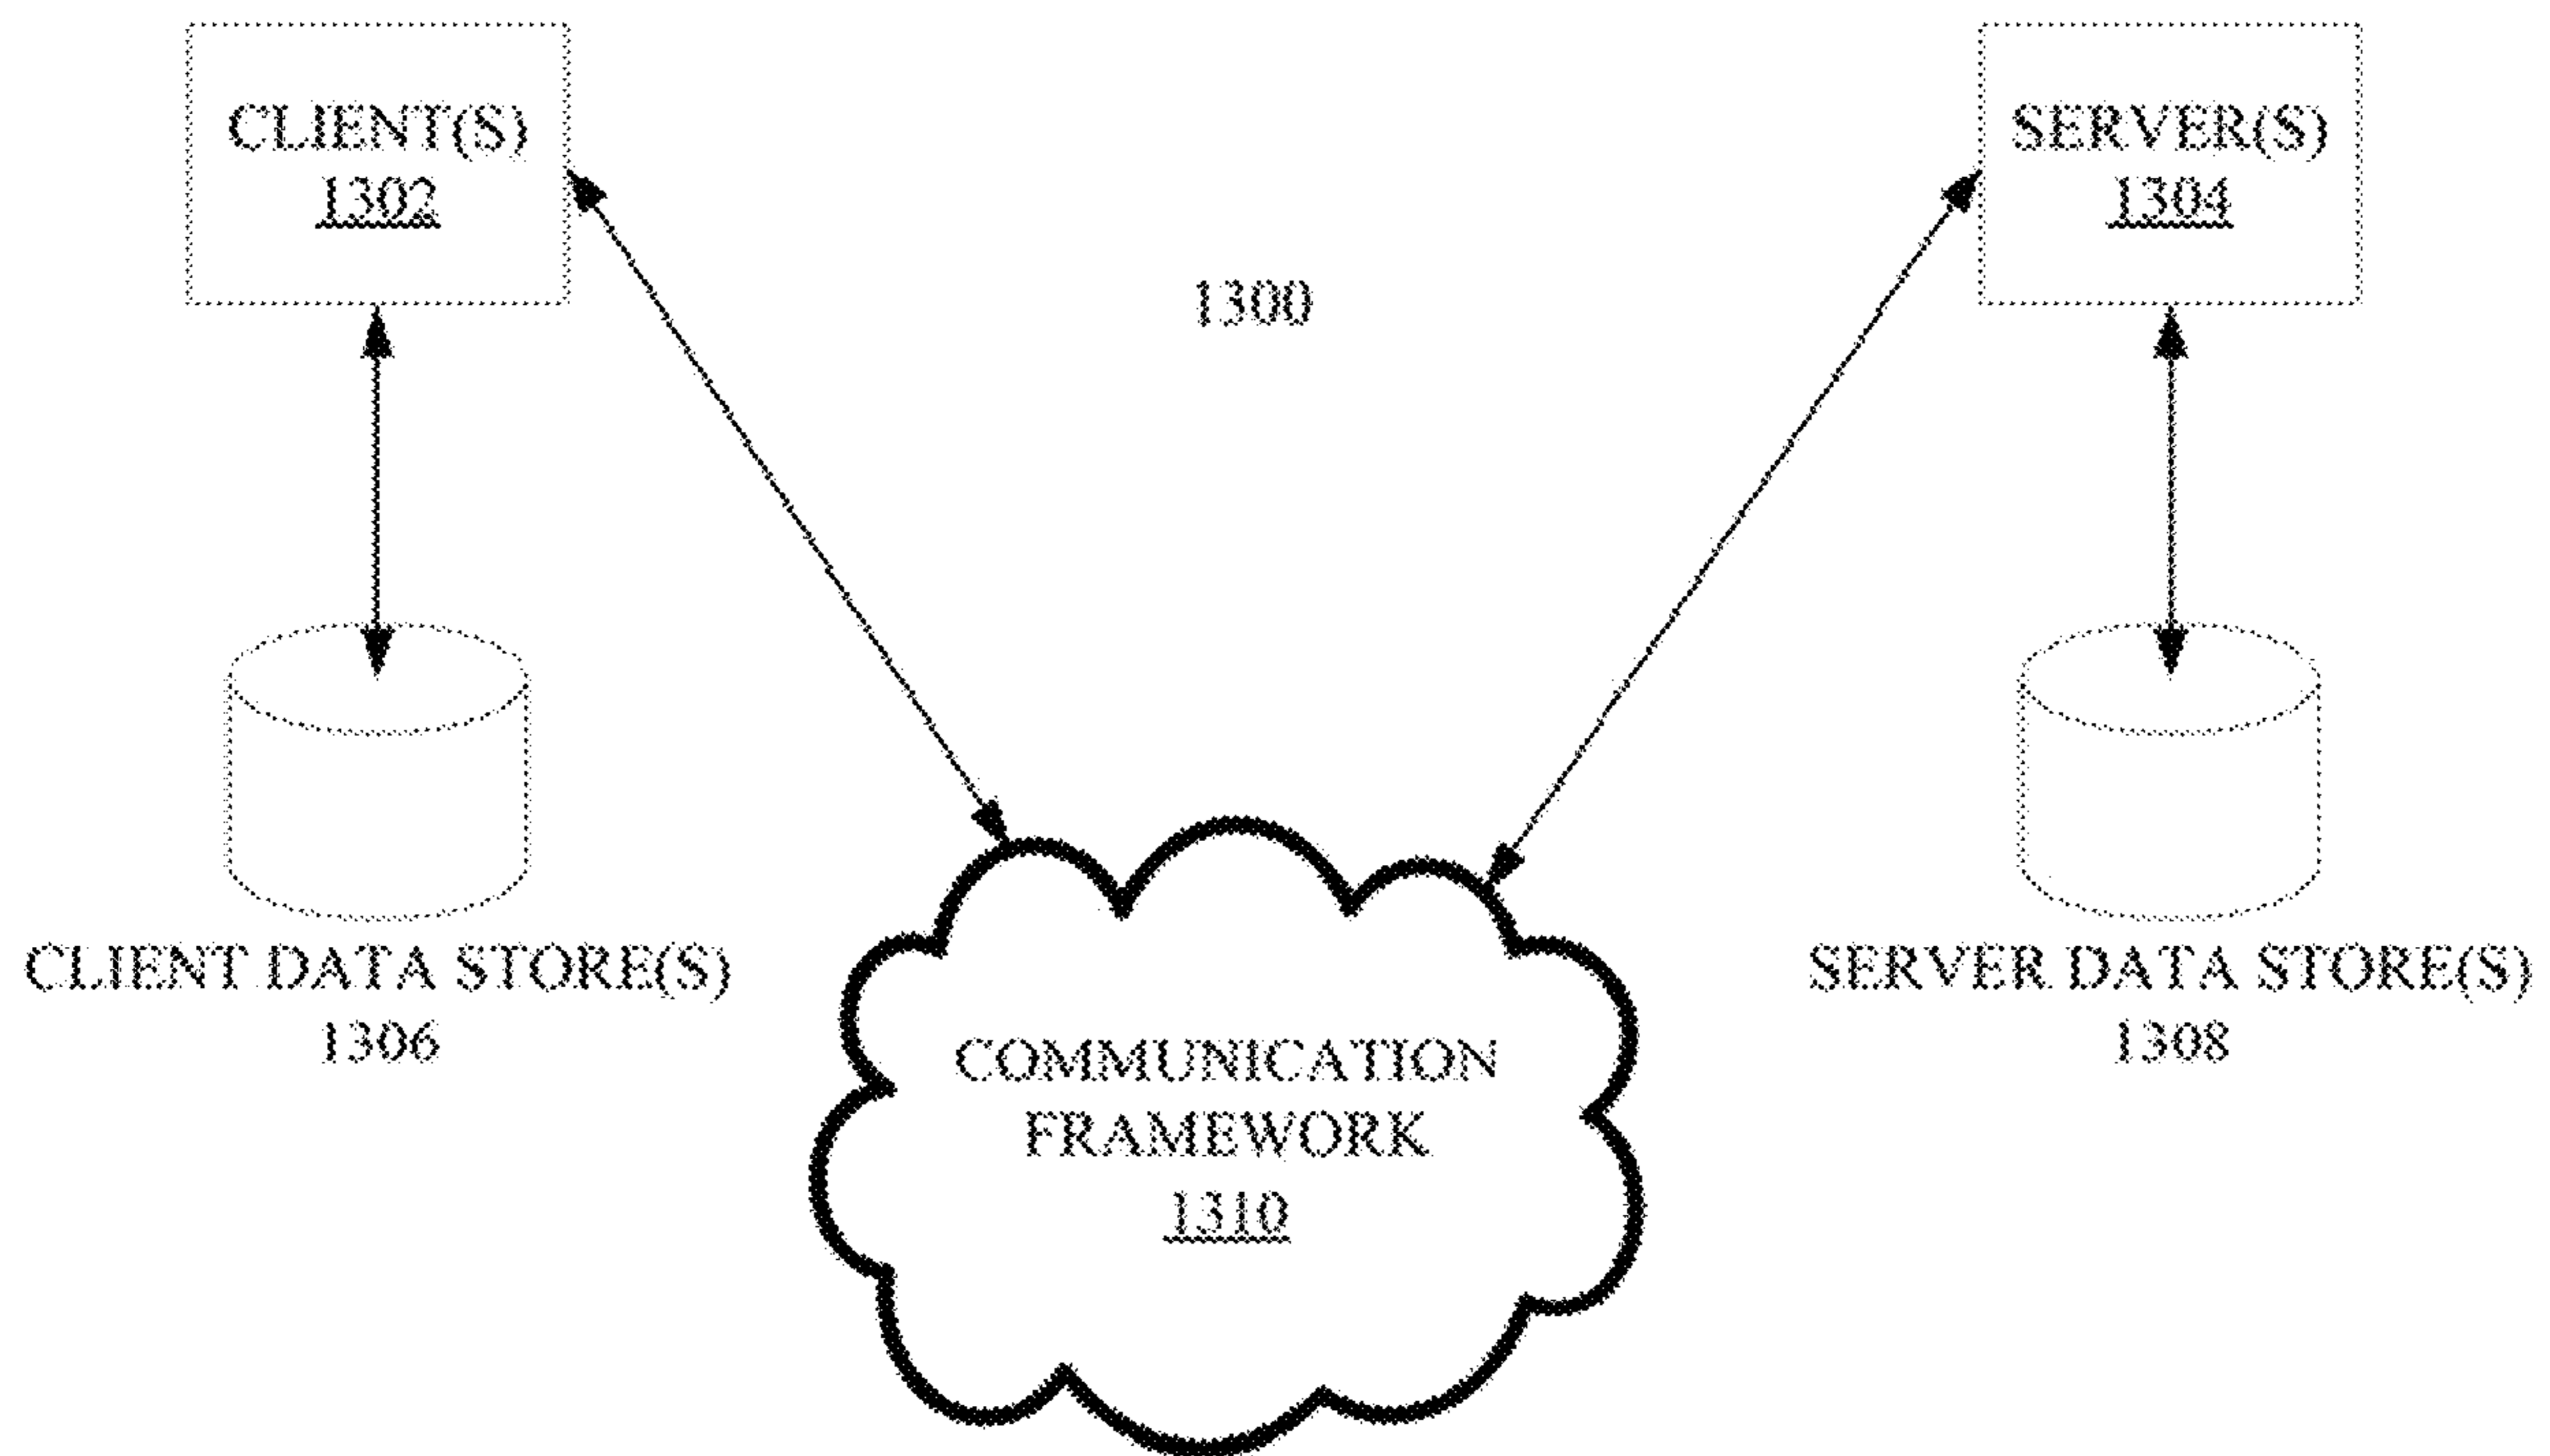 CLIENT(S)
1302
SERVER(S)
1304
1300
CLIENT DATA STORE(S)
1306
SERVER DATA STORE(S)
1308
COMMUNICATION
FRAMEWORK
1310